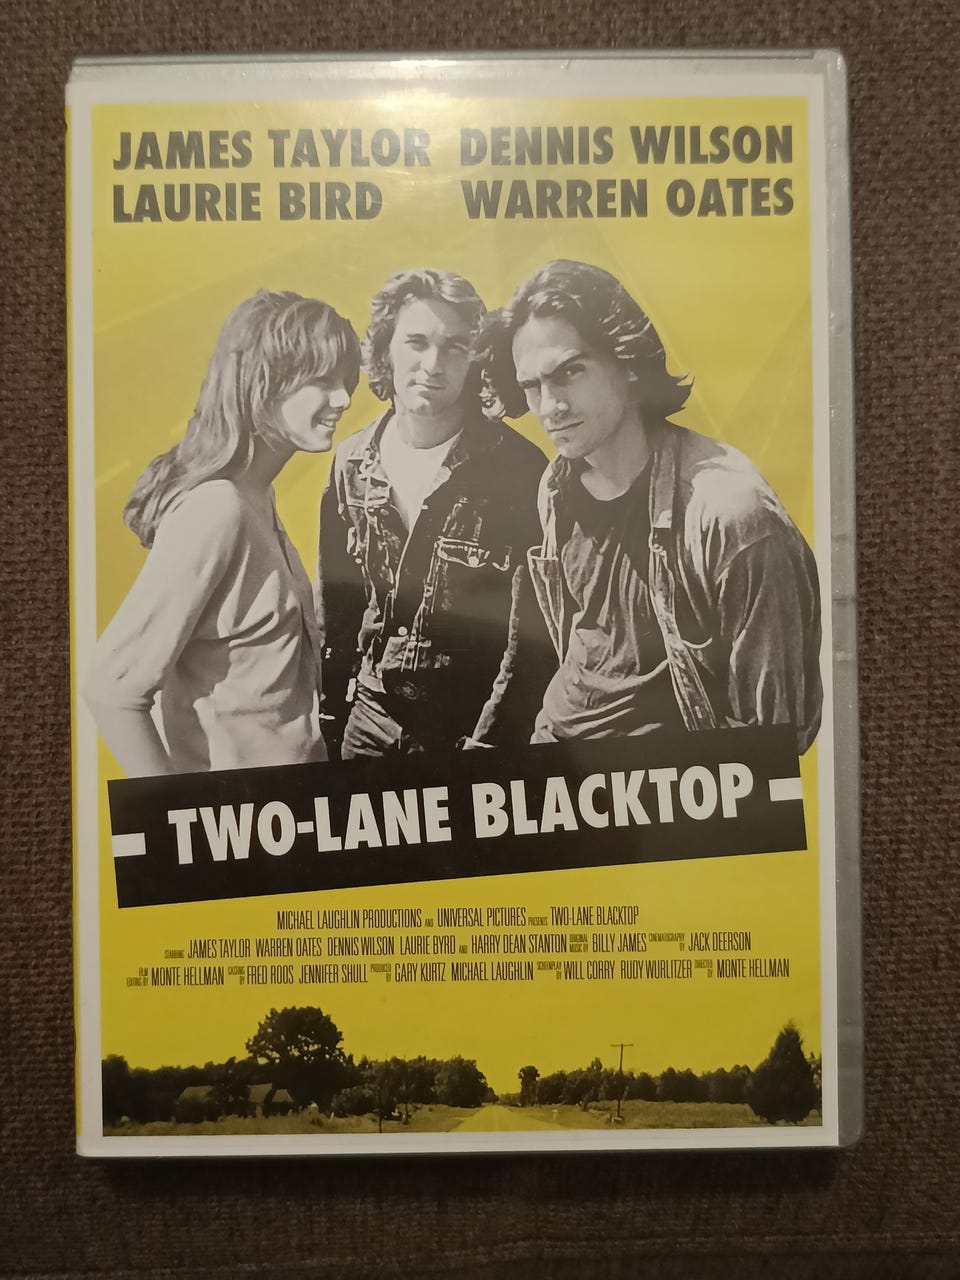 JAMES TAYLOR DENNIS WILSON
LAURIE BIRD WARREN OATES
TWO-LANE BLACKTOP
MICHAEL LAUGHLIN PRODUCTIONS AND UNIVERSAL PICTURES PRESENTS TWO-LANE BLACKTOP
STARRING JAMES TAYLOR WARREN OATES DENNIS WILSON LAURIE BYRD AND HARRY DEAN STANTON ORIGINAL MUSIC BY BILLY JAMES CINEMATOGRAPHY BY JACK DEERSON
FILM EDITING BY MONTE HELLMAN CASTING BY FRED ROOS JENNIFER SHULL PRODUCED BY GARY KURTZ MICHAEL LAUGHLIN SCREENPLAY BY WILL CORRY RUDY WURLITZER DIRECTED BY MONTE HELLMAN